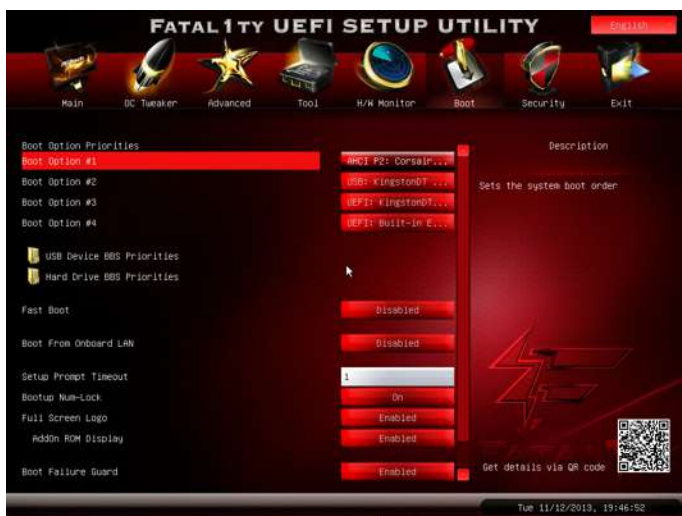 FATAL1TY UEFI SETUP UTILITY
English
Main OC Tweaker Advanced Tool H/W Monitor Boot Security Exit
Boot Option Priorities
Description
Boot Option #1 AHCI P2: Corsair...
Boot Option #2 USB: KingstonDT ...
Sets the system boot order
Boot Option #3 UEFI: KingstonDT...
Boot Option #4 UEFI: Built-in E...
USB Device BBS Priorities
Hard Drive BBS Priorities
Fast Boot Disabled
Boot From Onboard LAN Disabled
Setup Prompt Timeout 1
Bootup Num-Lock On
Full Screen Logo Enabled
AddOn ROM Display Enabled
Boot Failure Guard Enabled
Get details via QR code
Tue 11/12/2013, 19:46:52